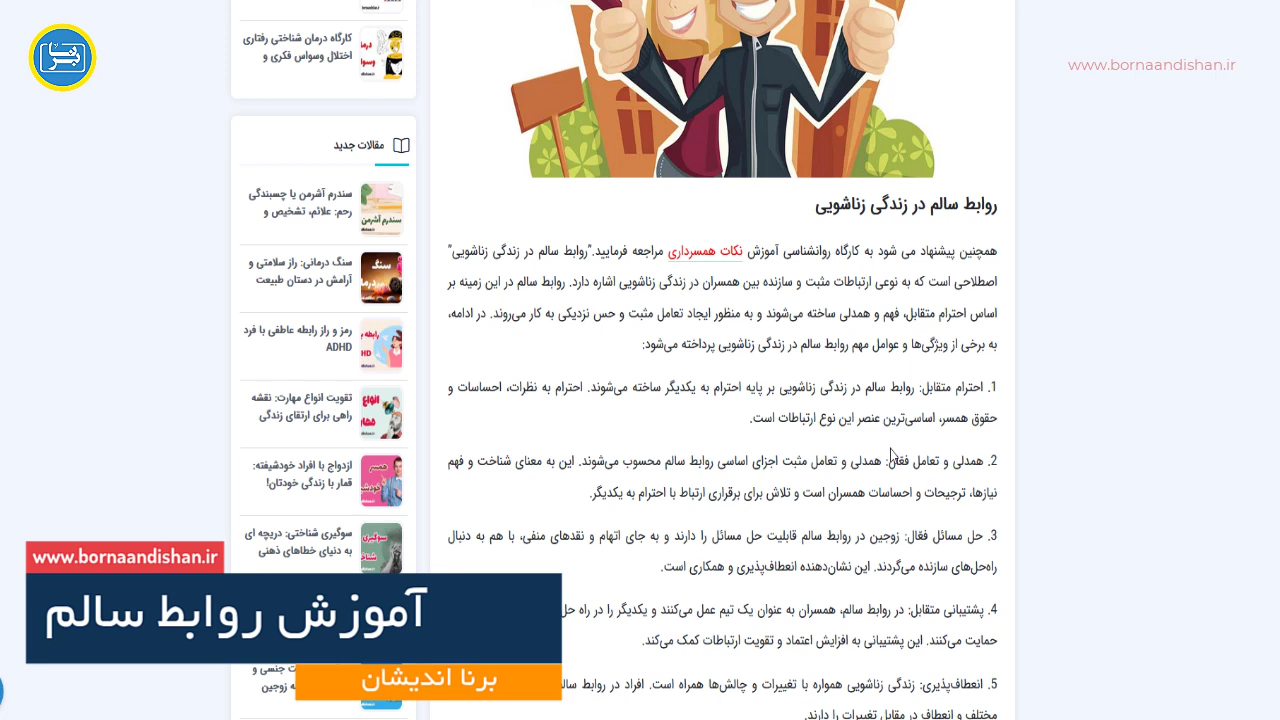 برنا
www.bornaandishan.ir
کارگاه درمان شناختی رفتاری
اختلال وسواس فکری و
مقالات جدید
سندرم آشرمن یا چسبندگی
رحم: علائم، تشخیص و
سنگ درمانی: راز سلامتی و
آرامش در دستان طبیعت
رمز و راز رابطه عاطفی با فرد
ADHD
تقویت انواع مهارت: نقشه
راهی برای ارتقای زندگی
ازدواج با افراد خودشیفته:
قمار با زندگی خودتان!
سوگیری شناختی: دریچه ای
به دنیای خطاهای ذهنی
روابط سالم در زندگی زناشویی
همچنین پیشنهاد می شود به کارگاه روانشناسی آموزش نکات همسرداری مراجعه فرمایید."روابط سالم در زندگی زناشویی"
اصطلاحی است که به نوعی ارتباطات مثبت و سازنده بین همسران در زندگی زناشویی اشاره دارد. روابط سالم در این زمینه بر
اساس احترام متقابل، فهم و همدلی ساخته می‌شوند و به منظور ایجاد تعامل مثبت و حس نزدیکی به کار می‌روند. در ادامه،
به برخی از ویژگی‌ها و عوامل مهم روابط سالم در زندگی زناشویی پرداخته می‌شود:
1. احترام متقابل: روابط سالم در زندگی زناشویی بر پایه احترام به یکدیگر ساخته می‌شوند. احترام به نظرات، احساسات و
حقوق همسر، اساسی‌ترین عنصر این نوع ارتباطات است.
2. همدلی و تعامل فعّال: همدلی و تعامل مثبت اجزای اساسی روابط سالم محسوب می‌شوند. این به معنای شناخت و فهم
نیازها، ترجیحات و احساسات همسران است و تلاش برای برقراری ارتباط با احترام به یکدیگر.
3. حل مسائل فعّال: زوجین در روابط سالم قابلیت حل مسائل را دارند و به جای اتهام و نقدهای منفی، با هم به دنبال
راه‌حل‌های سازنده می‌گردند. این نشان‌دهنده انعطاف‌پذیری و همکاری است.
4. پشتیبانی متقابل: در روابط سالم، همسران به عنوان یک تیم عمل می‌کنند و یکدیگر را در راه حل
حمایت می‌کنند. این پشتیبانی به افزایش اعتماد و تقویت ارتباطات کمک می‌کند.
5. انعطاف‌پذیری: زندگی زناشویی همواره با تغییرات و چالش‌ها همراه است. افراد در روابط سالم
مختلف و انعطاف در مقابل تغییرات را دارند.
www.bornaandishan.ir
آموزش روابط سالم
برنا اندیشان
جنسی و
زوجین